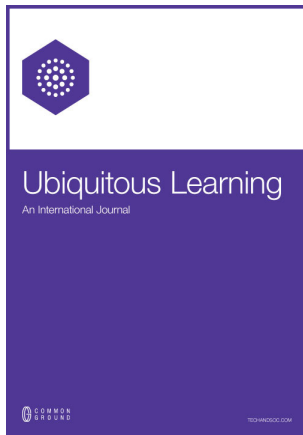 Ubiquitous Learning
An International Journal
COMMON
GROUND
TECHANDSOC.COM